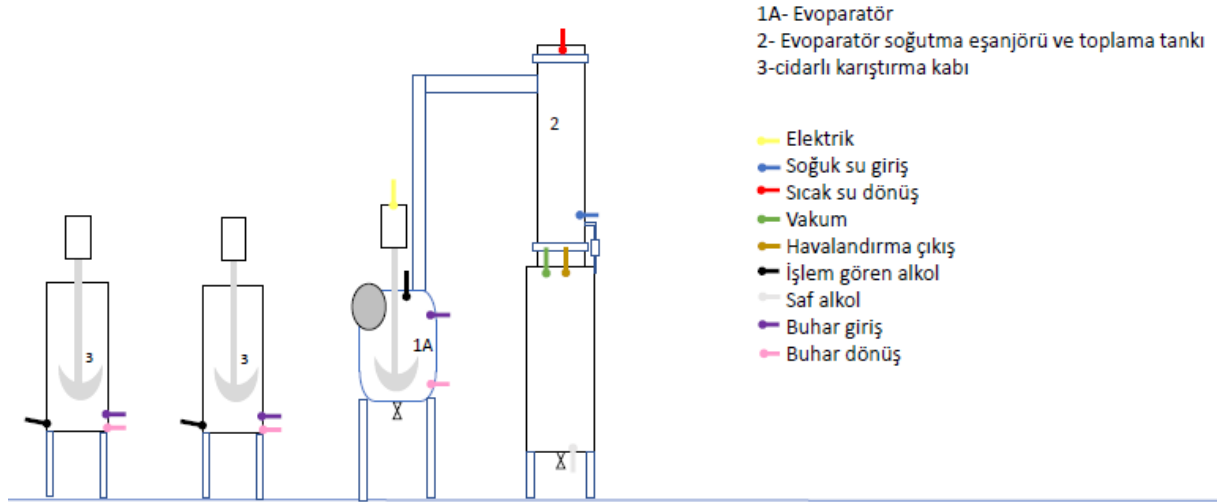 1A- Evoparatör
2- Evoparatör soğutma eşanjörü ve toplama tankı
3-cidarlı karıştırma kabı
2
Elektrik
Soğuk su giriş
Sıcak su dönüş
Vakum
Havalandırma çıkış
İşlem gören alkol
Saf alkol
Buhar giriş
Buhar dönüş
3
3
1A